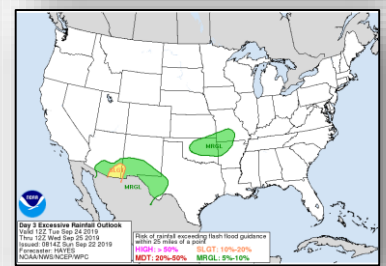 MRGL
SLGT
MRGL
NOAA
Day 3 Excessive Rainfall Outlook
Valid 12Z Tue Sep 24 2019
Thru 12Z Wed Sep 25 2019
Issued: 0814Z Sun Sep 22 2019
Forecaster: HAYES
NOAA/NWS/NCEP/WPC
Risk of rainfall exceeding flash flood guidance
within 25 miles of a point.
HIGH: > 50% SLGT: 10%-20%
MDT: 20%-50% MRGL: 5%-10%